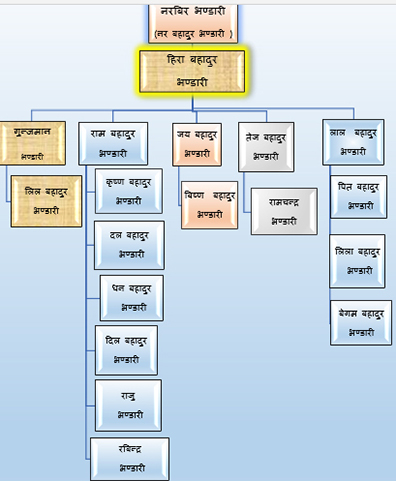 नरबिर भण्डारी
(नर बहादुर भण्डारी )
हिरा बहादुर
भण्डारी
गुन्जमान
भण्डारी
लिल बहादुर
भण्डारी
राम बहादुर
भण्डारी
कृष्ण बहादुर
भण्डारी
दल बहादुर
भण्डारी
धन बहादुर
भण्डारी
दिल बहादुर
भण्डारी
राजु
भण्डारी
रबिन्द्र
भण्डारी
जय बहादुर
भण्डारी
बिष्ण बहादुर
भण्डारी
तेज बहादुर
भण्डारी
रामचन्द्र
भण्डारी
लाल बहादुर
भण्डारी
पित बहादुर
भण्डारी
लिला बहादुर
भण्डारी
बेगम बहादुर
भण्डारी